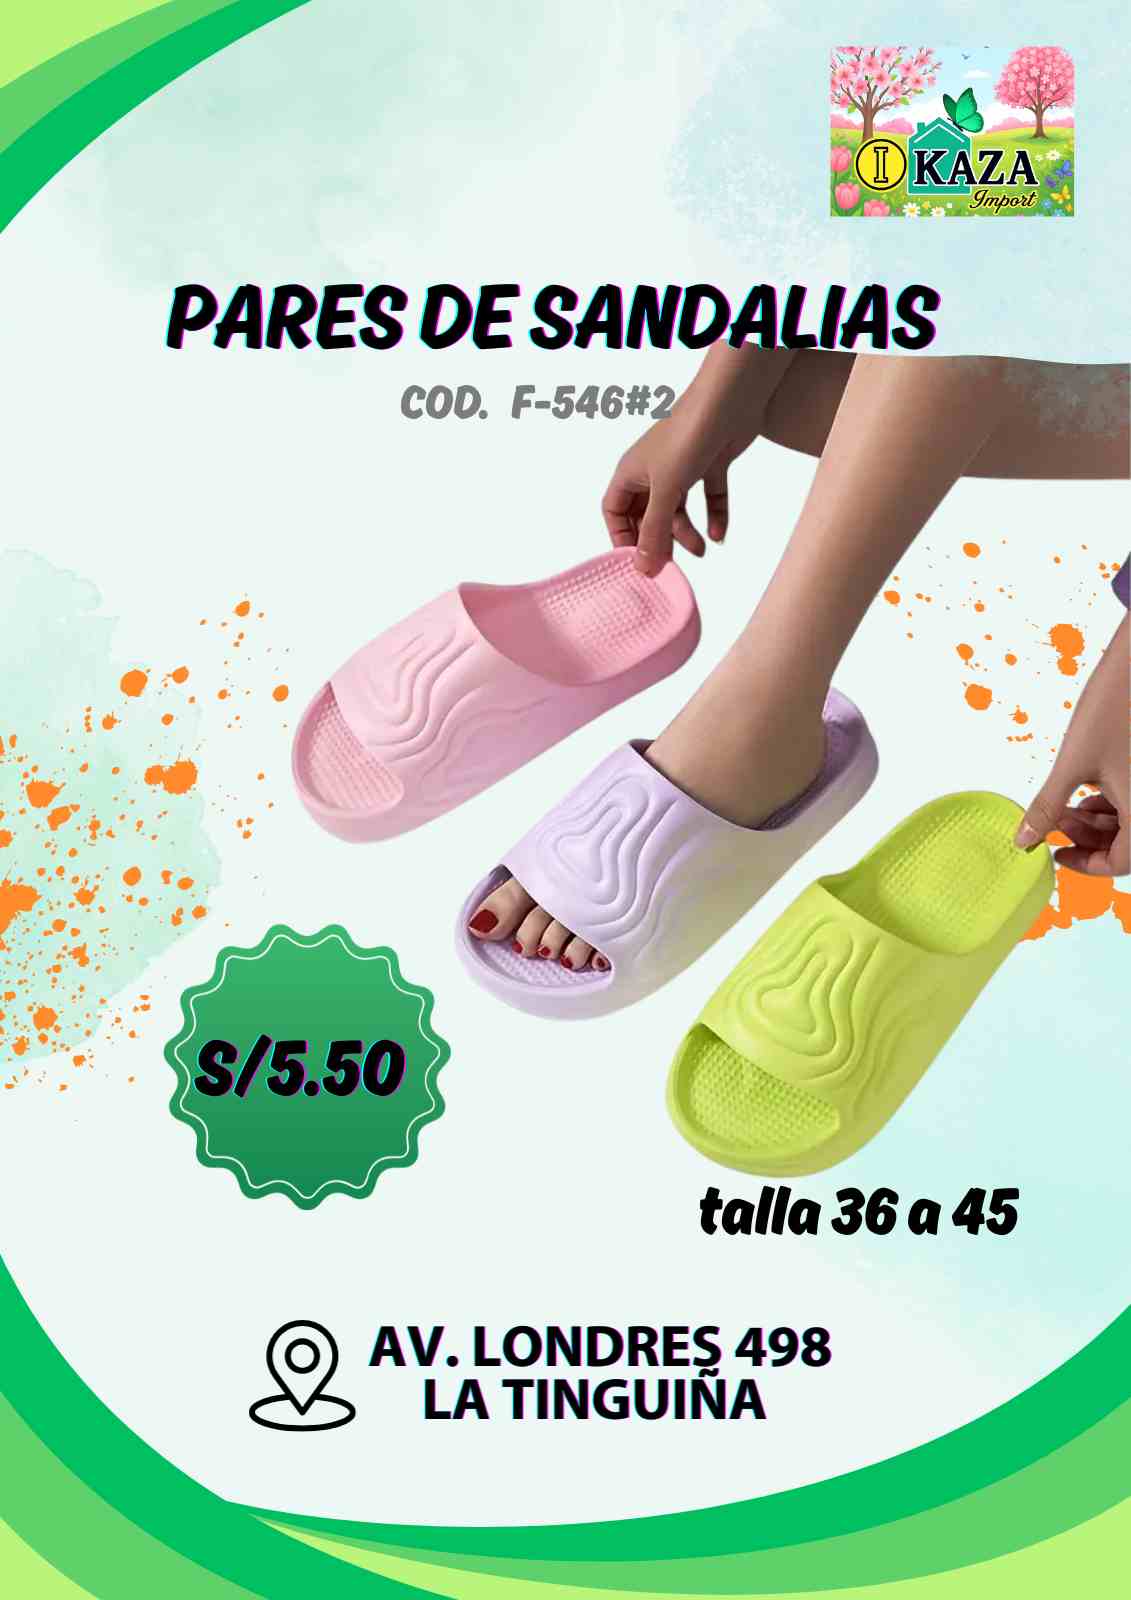 I KAZA
Import
PARES DE SANDALIAS
COD. F-546#2
S/5.50
talla 36 a 45
AV. LONDRES 498
LA TINGUIÑA